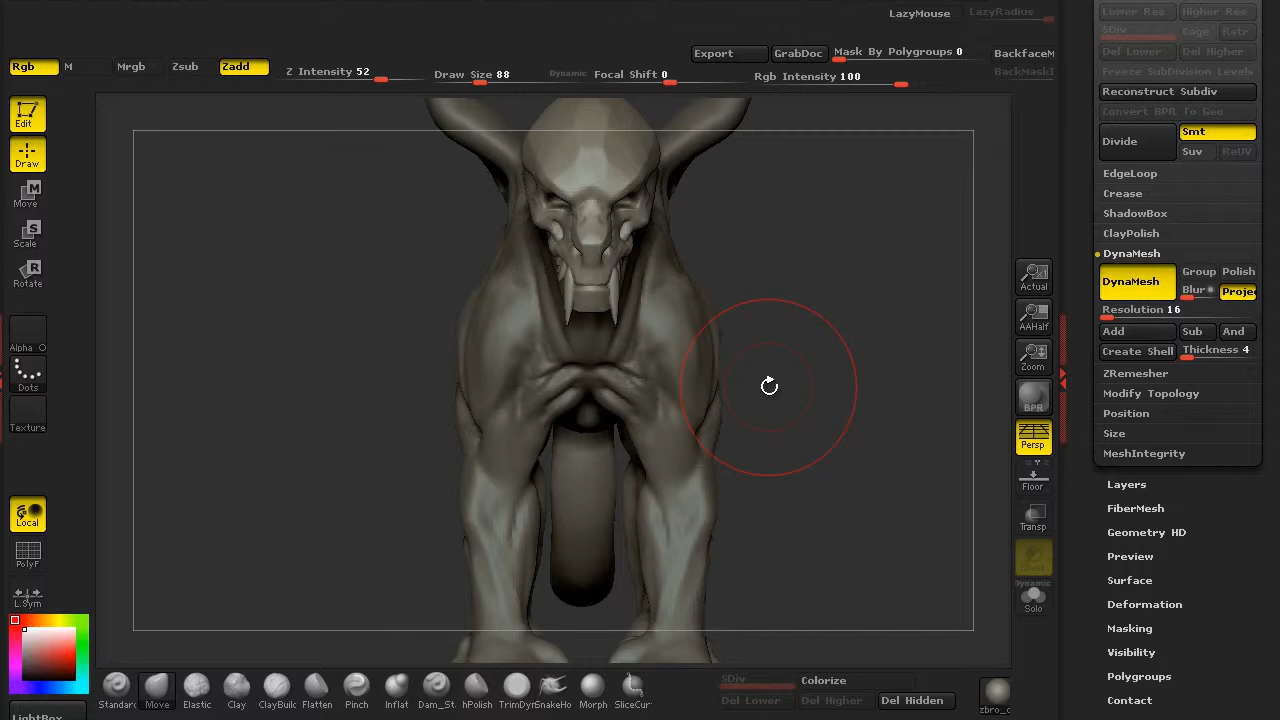 LazyMouse
LazyRadius
Lower Res
Higher Res
SDiv
Cage
Rstr
Del Lower
Del Higher
Freeze SubDivision Levels
Reconstruct Subdiv
Convert BPR To Geo
Divide
Smt
Suv
ReUV
EdgeLoop
Crease
ShadowBox
ClayPolish
DynaMesh
DynaMesh
Group
Polish
Blur
Proje
Resolution 16
Add
Sub
And
Create Shell
Thickness 4
ZRemesher
Modify Topology
Position
Size
MeshIntegrity
Layers
FiberMesh
Geometry HD
Preview
Surface
Deformation
Masking
Visibility
Polygroups
Contact
Export
GrabDoc
Mask By Polygroups 0
BackfaceM
BackMaskI
Rgb
M
Mrgb
Zsub
Zadd
Z Intensity 52
Draw Size 88
Dynamic
Focal Shift 0
Rgb Intensity 100
Edit
Draw
Move
Scale
Rotate
Alpha O
Dots
Texture
Local
PolyF
L.Sym
LightBox
Actual
AAHalf
Zoom
BPR
Persp
Floor
Transp
Ghost
Dynamic
Solo
Standar
Move
Elastic
Clay
ClayBuil
Flatten
Pinch
Inflat
Dam_St
hPolish
TrimDyn
SnakeHo
Morph
SliceCur
SDiv
Colorize
Del Lower
Del Higher
Del Hidden
zbro_